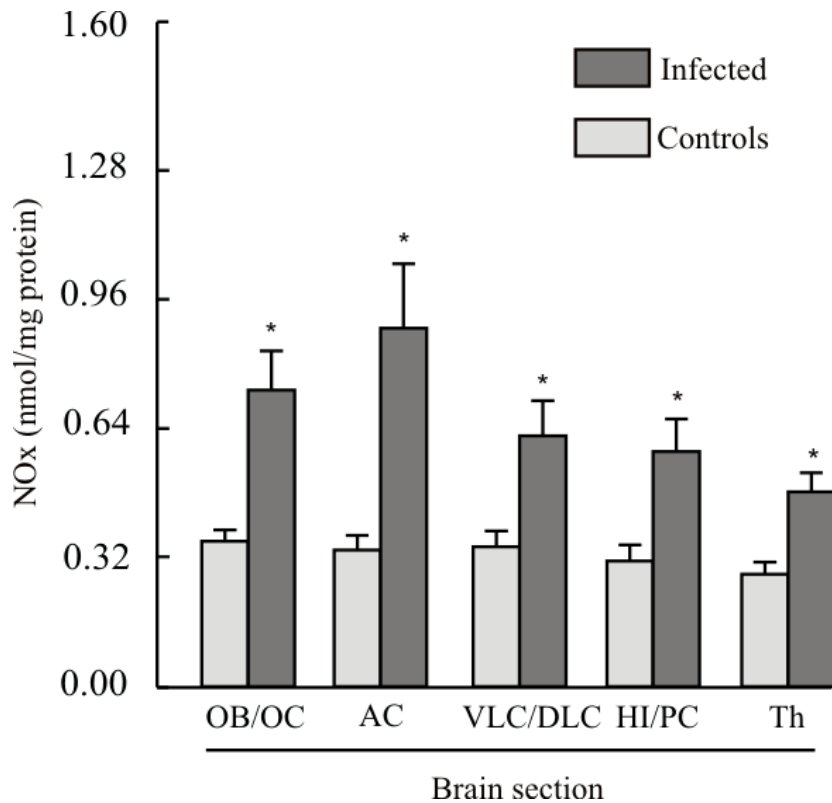 1.60
Infected
Controls
1.28
*
0.96
*
*
*
0.64
*
0.32
0.00
NOx (nmol/mg protein)
OB/OC AC VLC/DLC HI/PC Th
Brain section